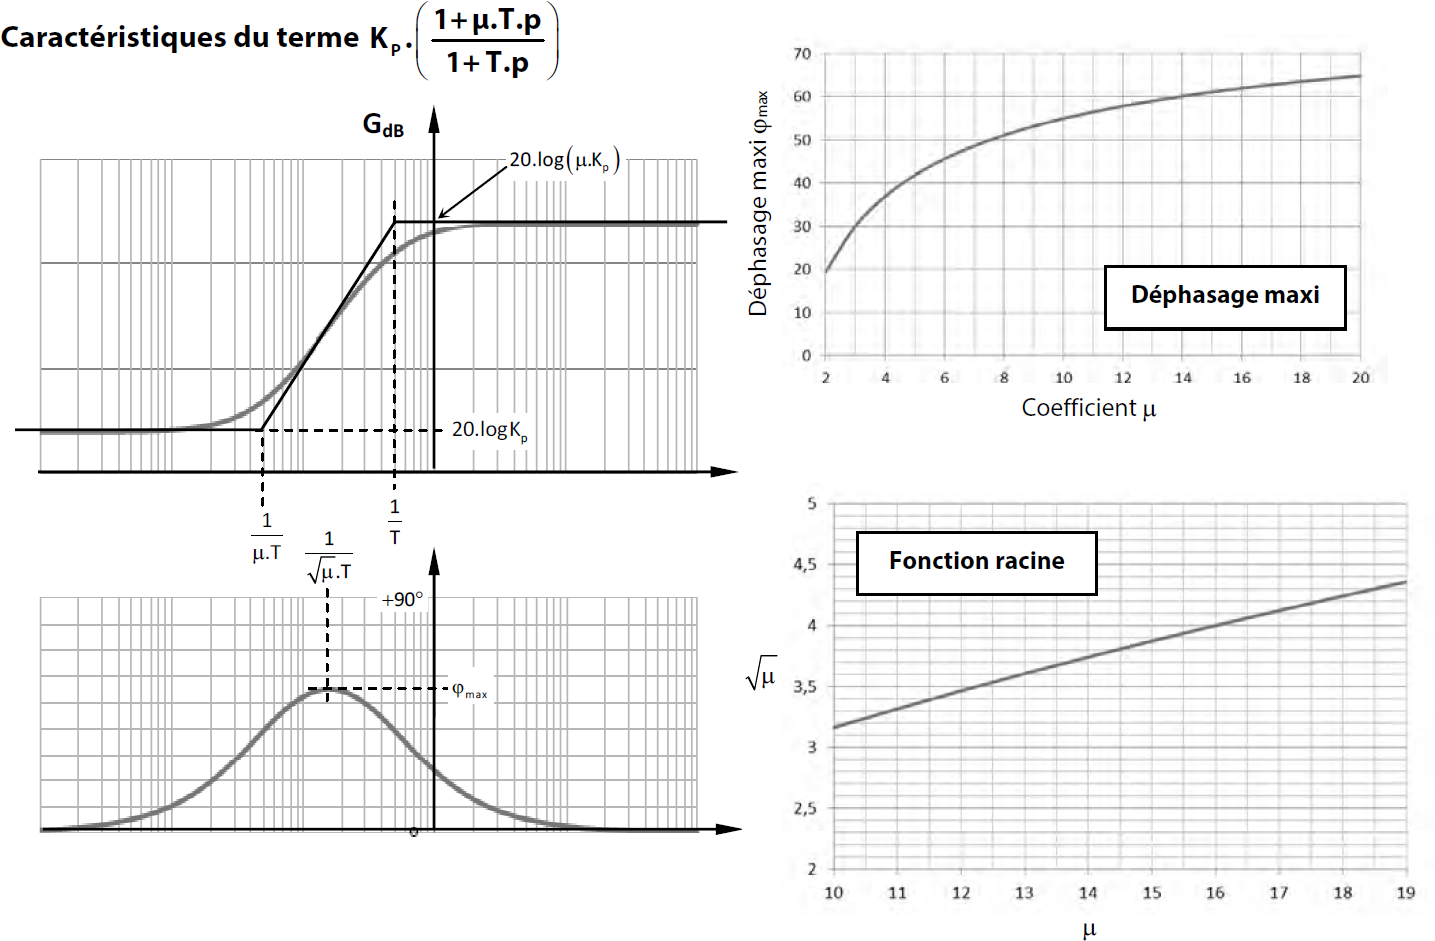 Caractéristiques du terme K_P.((1+μ.T.p)/(1+T.p))
G_dB
20.log(μ.K_p)
20.logK_p
1/(μ.T)
1/(√μ.T)
1/T
+90°
φ_max
0
Déphasage maxi φ_max
70
60
50
40
30
20
10
0
Déphasage maxi
2 4 6 8 10 12 14 16 18 20
Coefficient μ
5
4,5
4
3,5
3
2,5
2
Fonction racine
√μ
10 11 12 13 14 15 16 17 18 19
μ